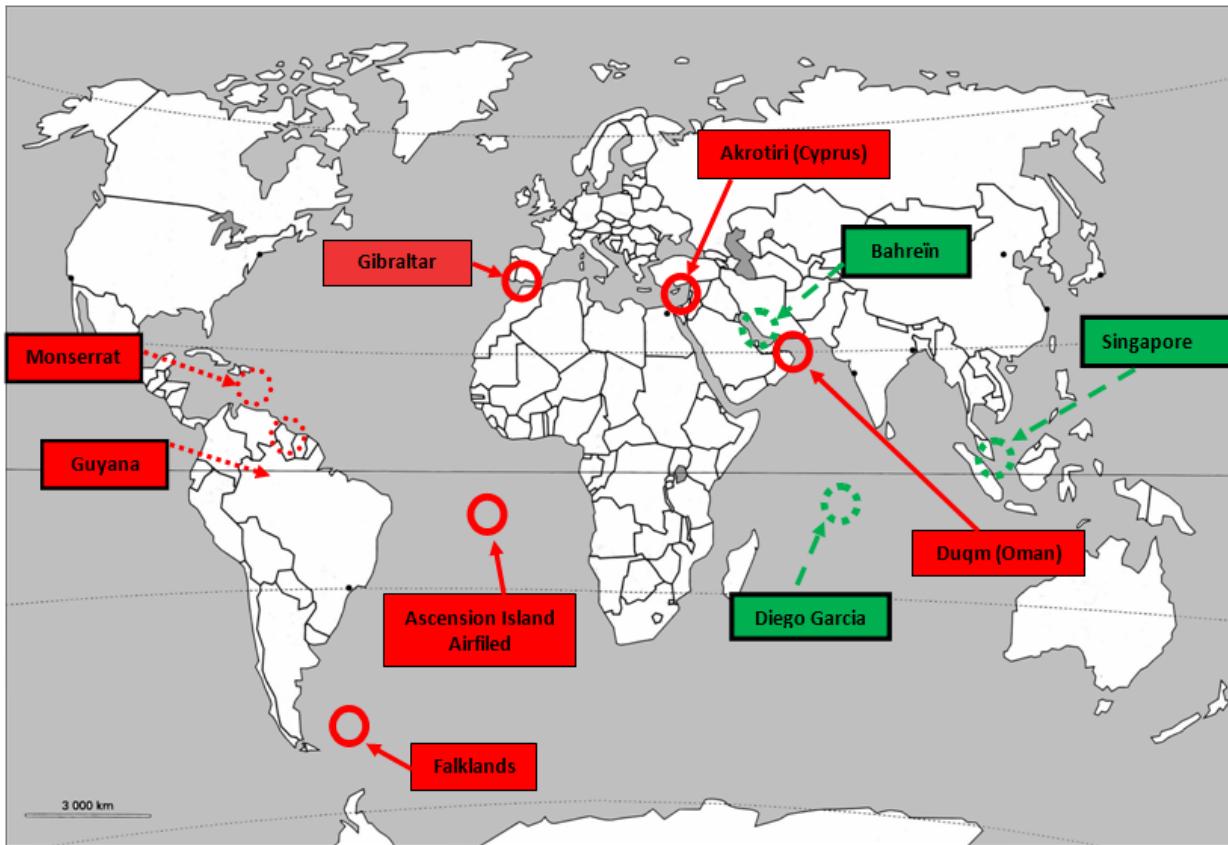 Akrotiri (Cyprus)
Bahreïn
Gibraltar
Singapore
Monserrat
Guyana
Duqm (Oman)
Ascension Island
Airfiled
Diego Garcia
Falklands
3 000 km